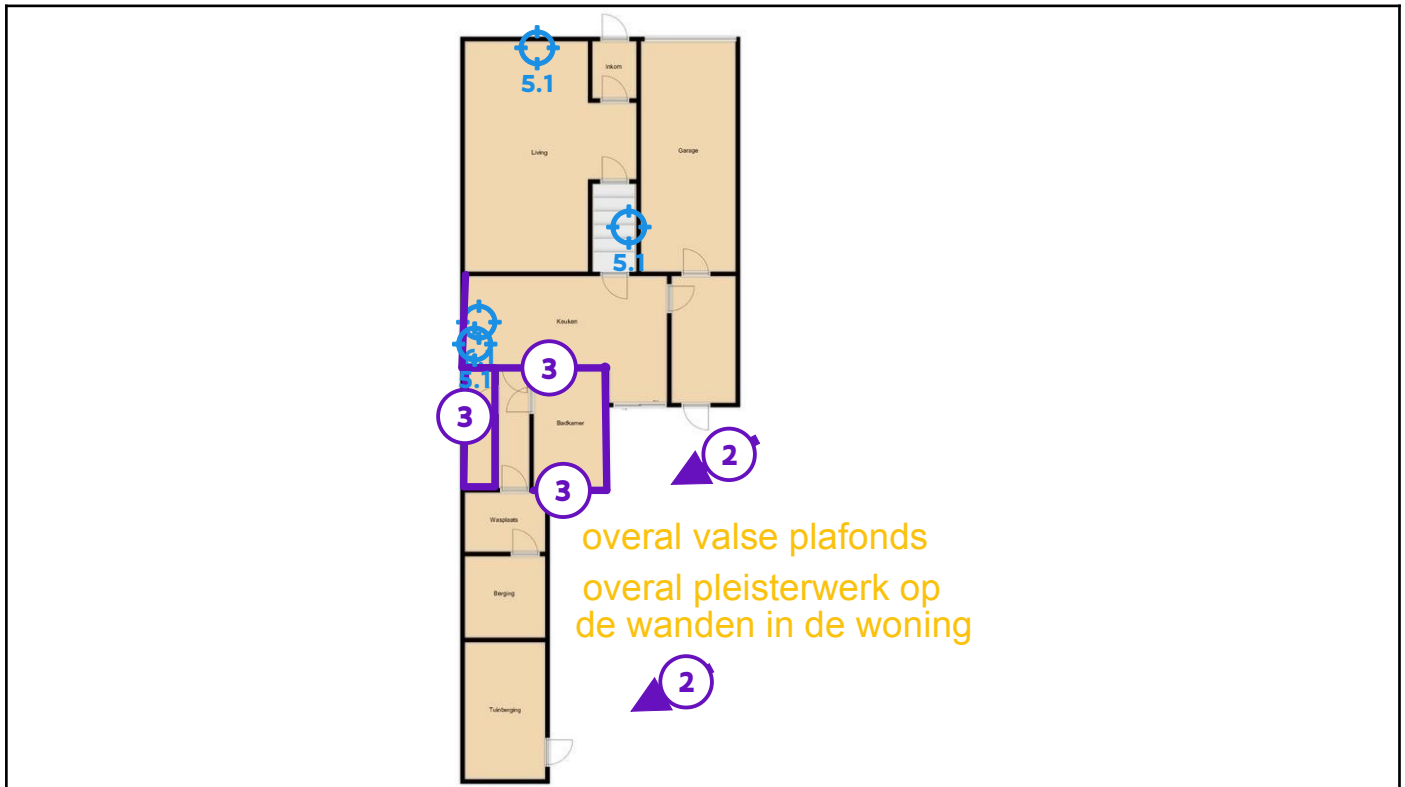 Inkom
5.1
Living
Garage
5.1
Keuken
5.1
3
3
Badkamer
2
3
Wasplaats
overal valse plafonds
Berging
overal pleisterwerk op
de wanden in de woning
2
Tuinberging